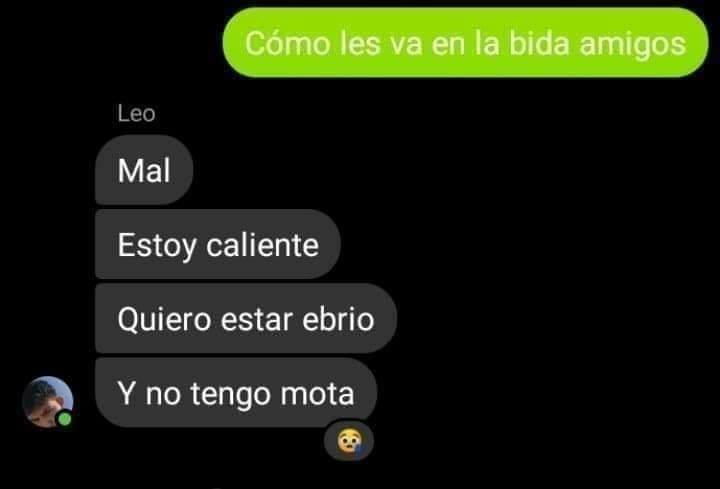 Cómo les va en la bida amigos
Leo
Mal
Estoy caliente
Quiero estar ebrio
Y no tengo mota